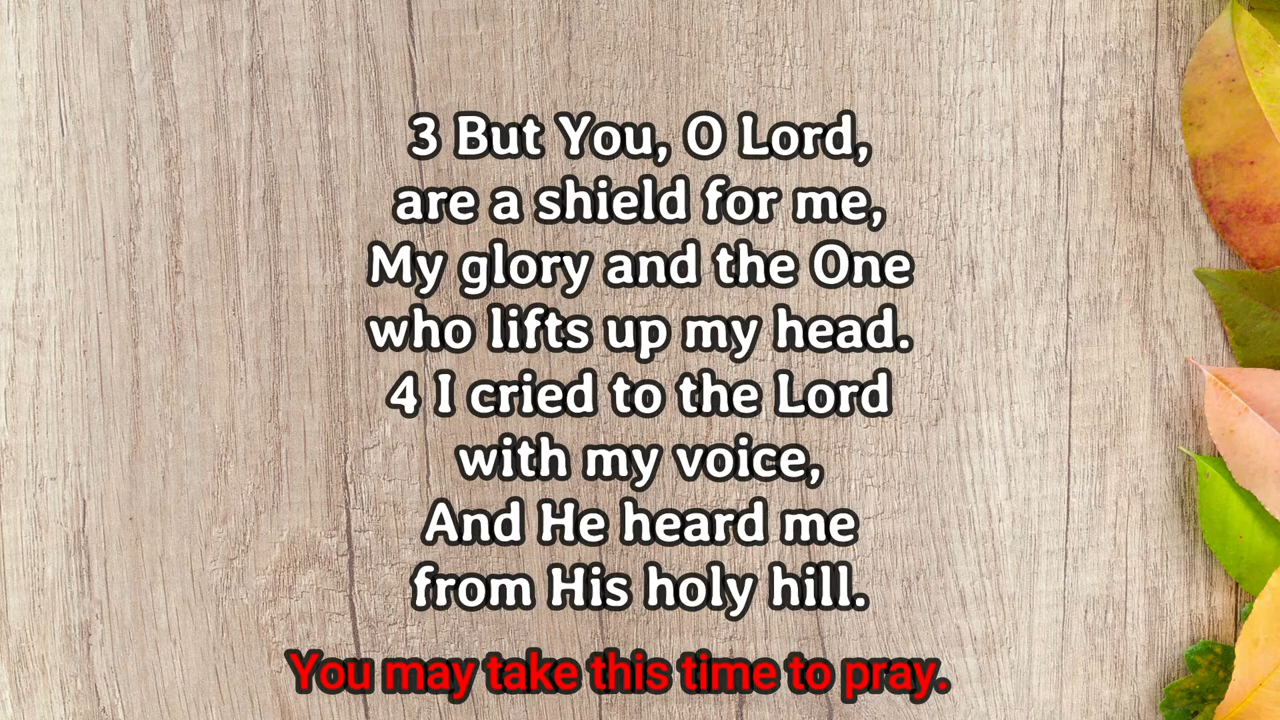 3 But You, O Lord,
are a shield for me,
My glory and the One
who lifts up my head.
4 I cried to the Lord
with my voice,
And He heard me
from His holy hill.
You may take this time to pray.